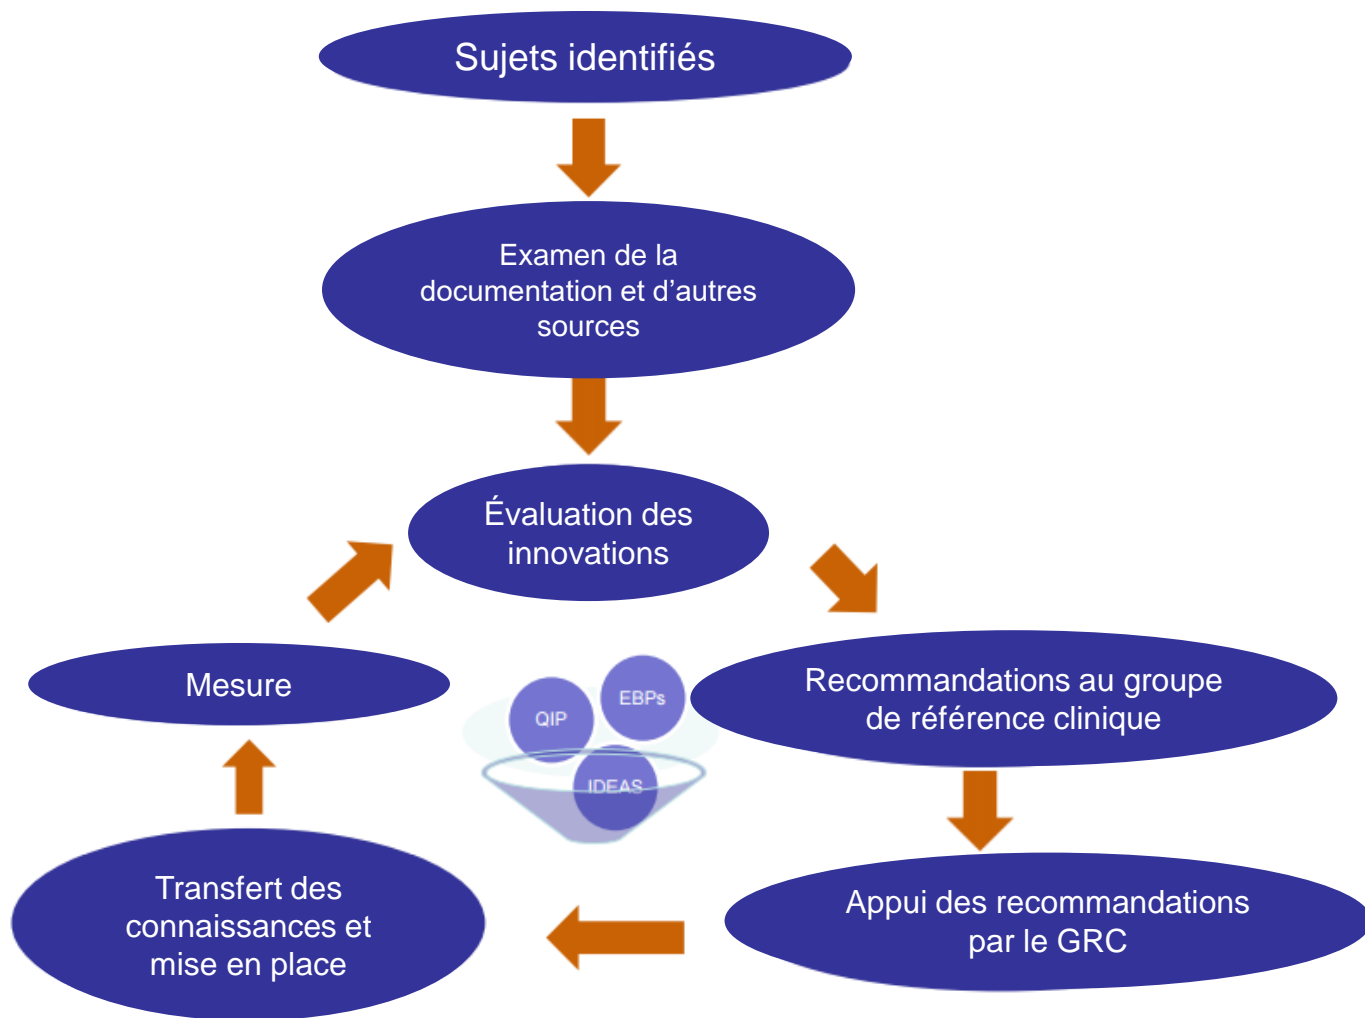 Sujets identifiés
Examen de la
documentation et d’autres
sources
Évaluation des
innovations
Recommandations au groupe
de référence clinique
Appui des recommandations
par le GRC
Transfert des
connaissances et
mise en place
Mesure
QIP
EBPs
IDEAS